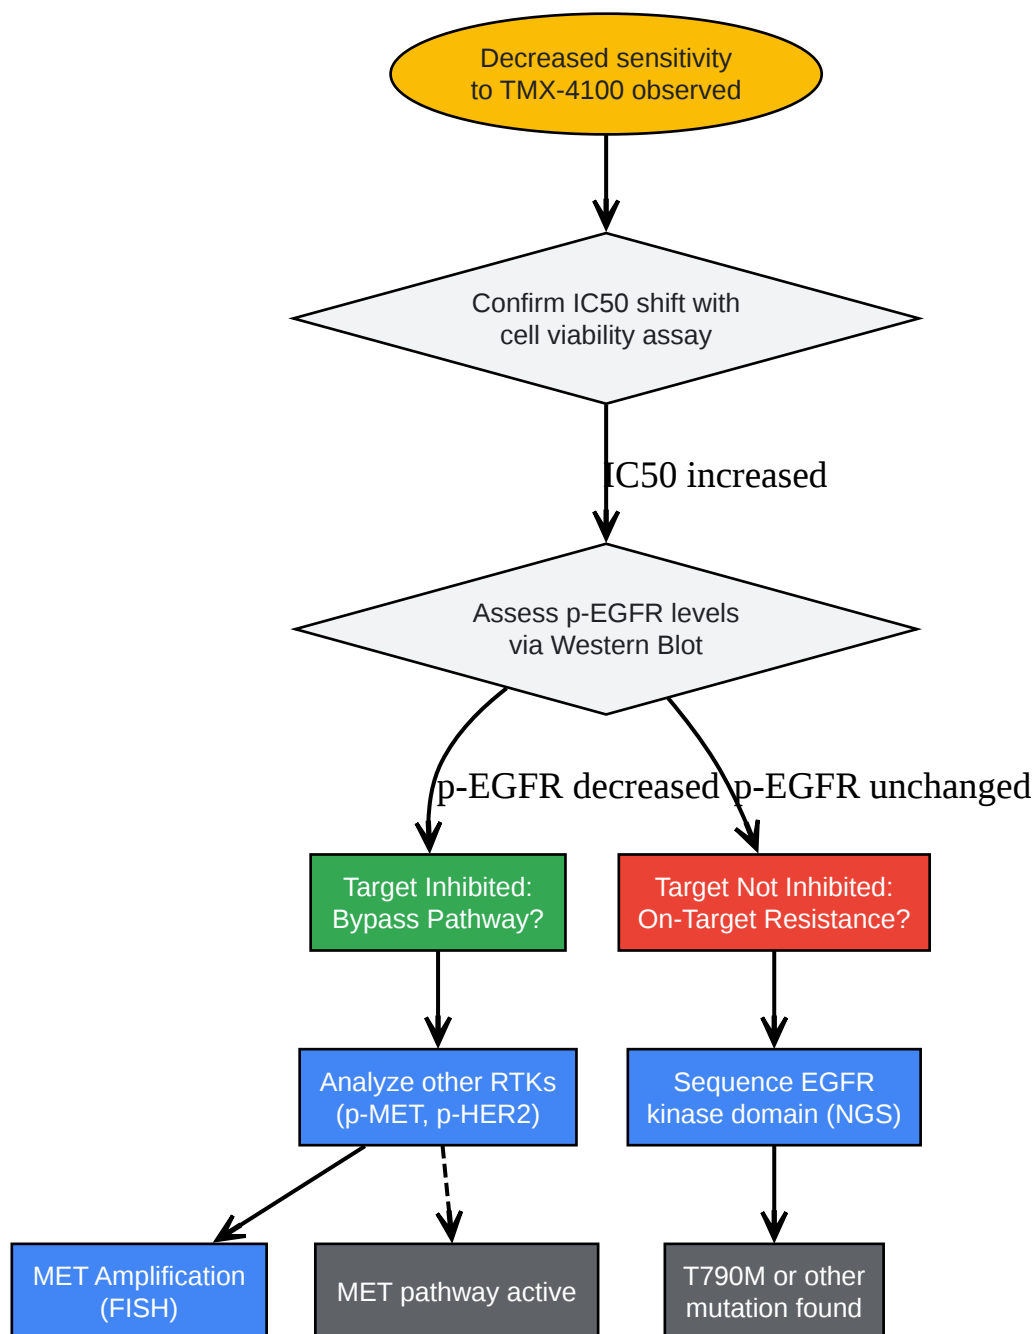 Decreased sensitivity
to TMX-4100 observed
Confirm IC50 shift with
cell viability assay
IC50 increased
Assess p-EGFR levels
via Western Blot
p-EGFR decreased
p-EGFR unchanged
Target Inhibited:
Bypass Pathway?
Target Not Inhibited:
On-Target Resistance?
Analyze other RTKs
(p-MET, p-HER2)
Sequence EGFR
kinase domain (NGS)
MET Amplification
(FISH)
MET pathway active
T790M or other
mutation found